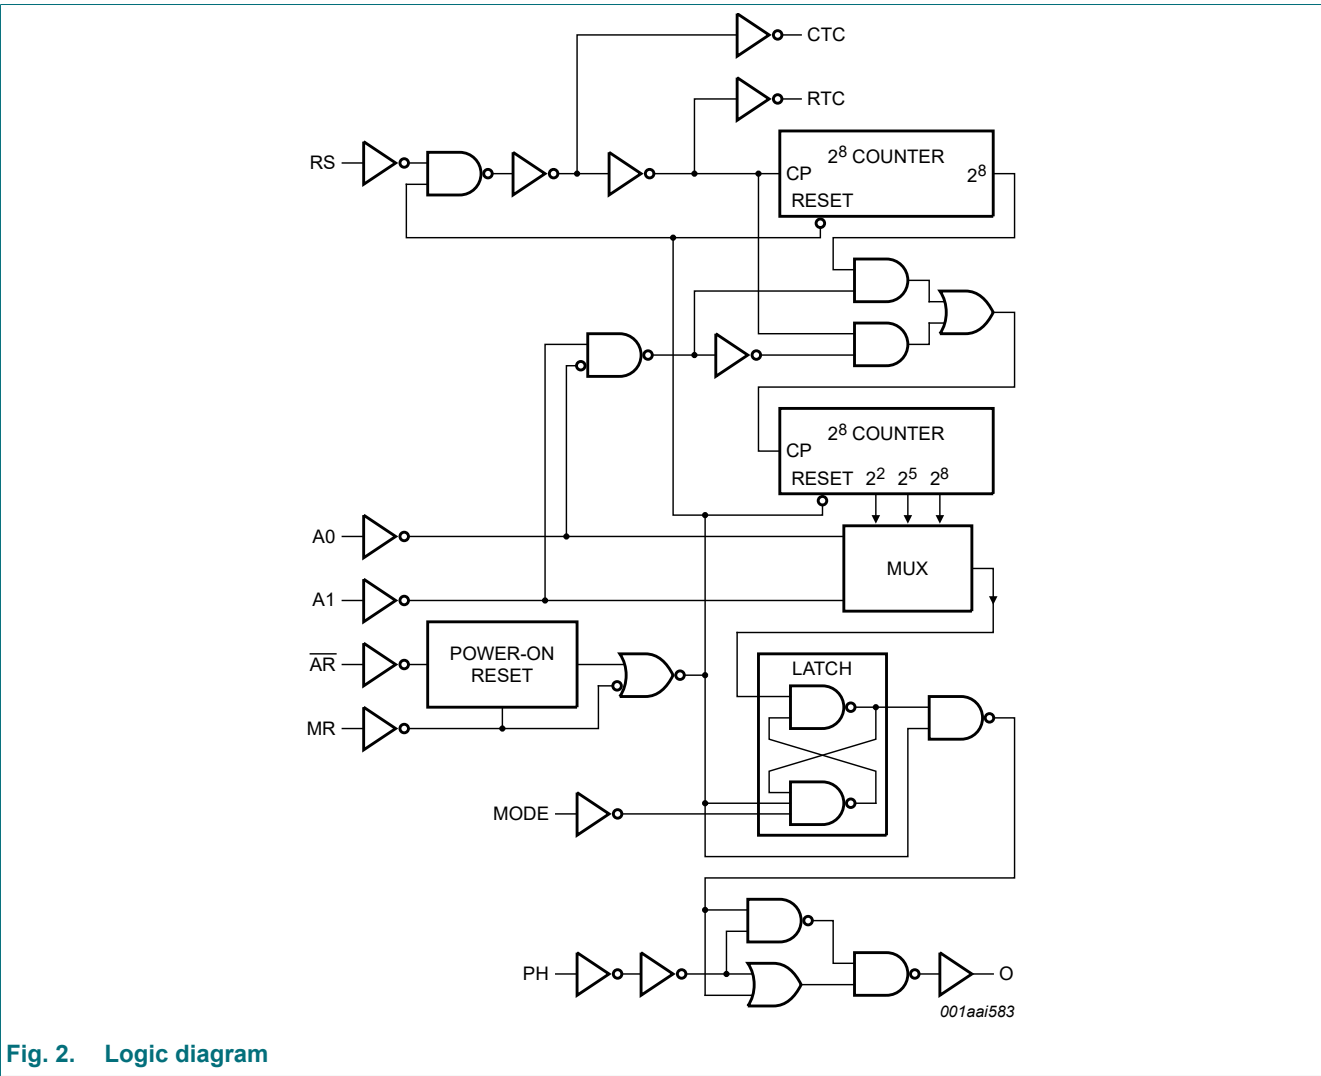 CTC
RTC
RS
2⁸ COUNTER
CP
2⁸
RESET
2⁸ COUNTER
CP
RESET 2² 2⁵ 2⁸
A0
MUX
A1
A̅R̅
POWER-ON
RESET
LATCH
MR
MODE
PH
O
001aai583
Fig. 2. Logic diagram